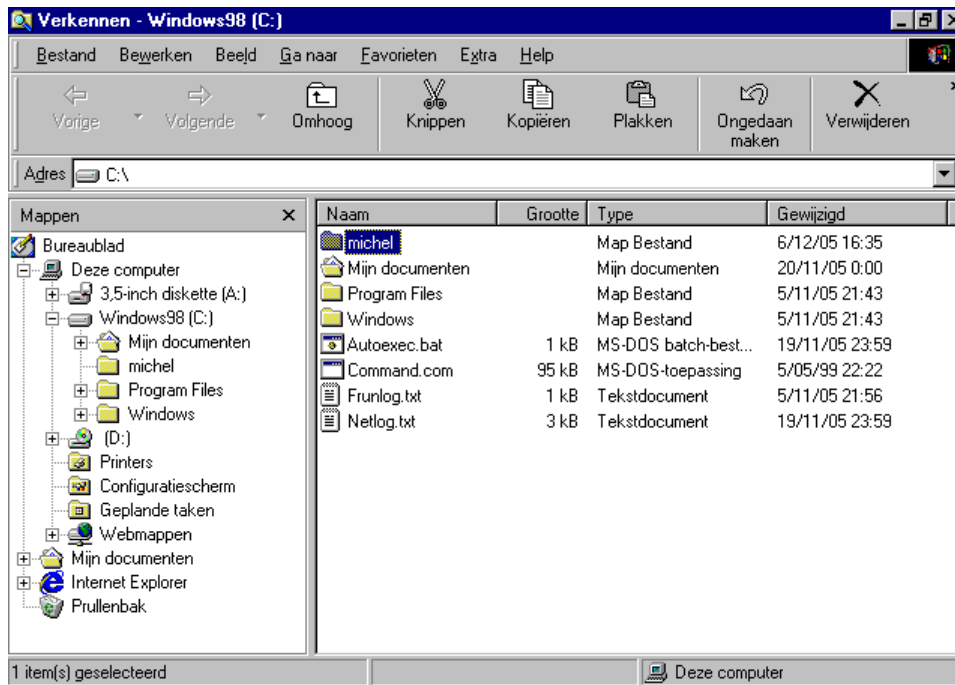 Verkennen - Windows98 (C:)
Bestand Bewerken Beeld Ga naar Favorieten Extra Help
Vorige Volgende Omhoog Knippen Kopiëren Plakken Ongedaan maken Verwijderen
Adres C:\
Mappen
Bureaublad
Deze computer
3,5-inch diskette (A:)
Windows98 (C:)
Mijn documenten
michel
Program Files
Windows
(D:)
Printers
Configuratiescherm
Geplande taken
Webmappen
Mijn documenten
Internet Explorer
Prullenbak
Naam Grootte Type Gewijzigd
michel Map Bestand 6/12/05 16:35
Mijn documenten Mijn documenten 20/11/05 0:00
Program Files Map Bestand 5/11/05 21:43
Windows Map Bestand 5/11/05 21:43
Autoexec.bat 1 kB MS-DOS batch-best... 19/11/05 23:59
Command.com 95 kB MS-DOS-toepassing 5/05/99 22:22
Frunlog.txt 1 kB Tekstdocument 5/11/05 21:56
Netlog.txt 3 kB Tekstdocument 19/11/05 23:59
1 item(s) geselecteerd Deze computer